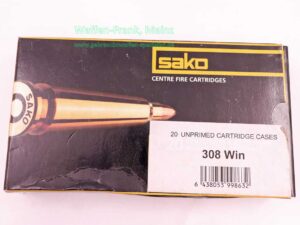 Waffen-Frank, Mainz
sako
CENTRE FIRE CARTRIDGES
SAKO
20 UNPRIMED CARTRIDGE CASES
308 Win
6 438053 998632